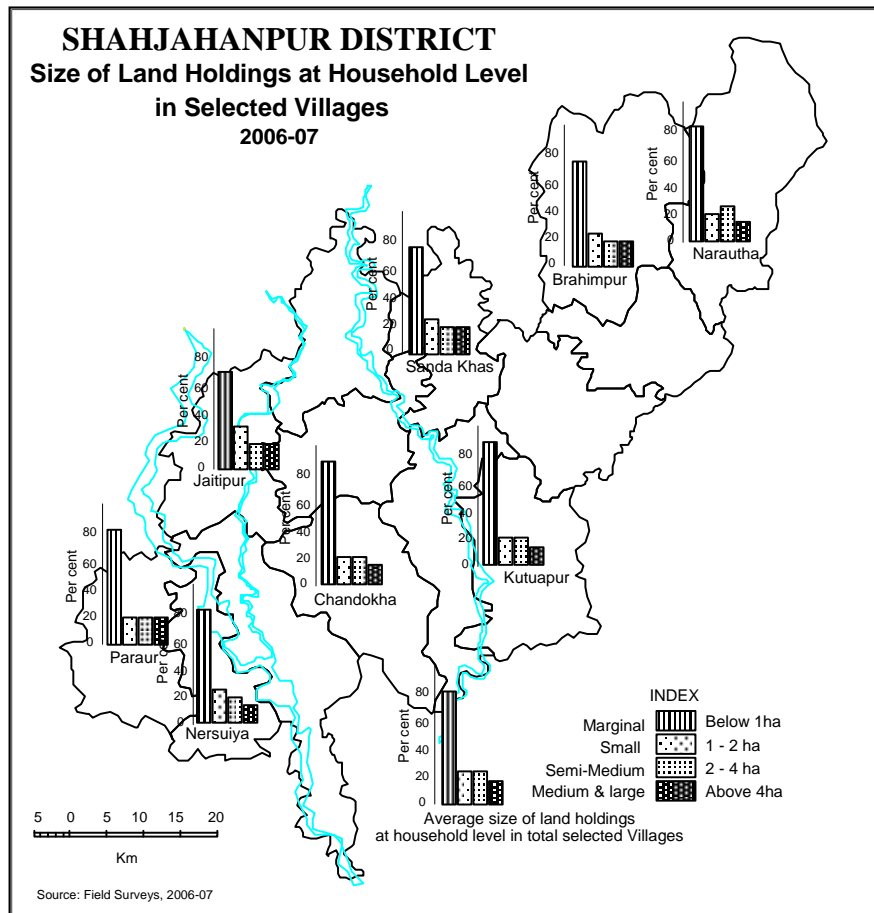 SHAHJAHANPUR DISTRICT
Size of Land Holdings at Household Level
in Selected Villages
2006-07
80
60
40
20
0
Per cent
Narautha
80
60
40
20
0
Per cent
Brahimpur
80
60
40
20
0
Per cent
Sanda Khas
80
60
40
20
0
Per cent
Jaitipur
80
60
40
20
0
Per cent
Chandokha
80
60
40
20
0
Per cent
Kutuapur
80
60
40
20
0
Per cent
Paraur
80
60
40
20
0
Per cent
Nersuiya
80
60
40
20
0
Per cent
Average size of land holdings
at household level in total selected Villages
INDEX
Marginal Below 1ha
Small 1 - 2 ha
Semi-Medium 2 - 4 ha
Medium & large Above 4ha
5 0 5 10 15 20
Km
Source: Field Surveys, 2006-07